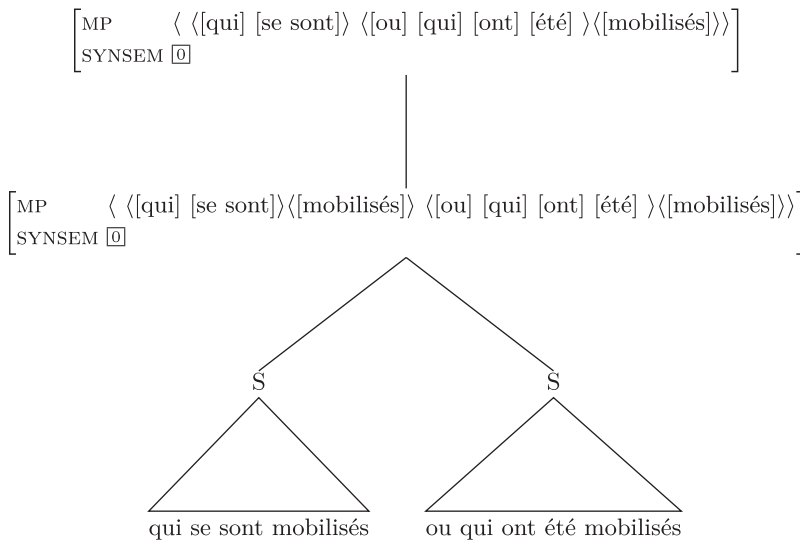 MP ⟨ ⟨[qui] [se sont]⟩ ⟨[ou] [qui] [ont] [été] ⟩⟨[mobilisés]⟩⟩
SYNSEM 0
MP ⟨ ⟨[qui] [se sont]⟩⟨[mobilisés]⟩ ⟨[ou] [qui] [ont] [été] ⟩⟨[mobilisés]⟩⟩
SYNSEM 0
S S
qui se sont mobilisés ou qui ont été mobilisés